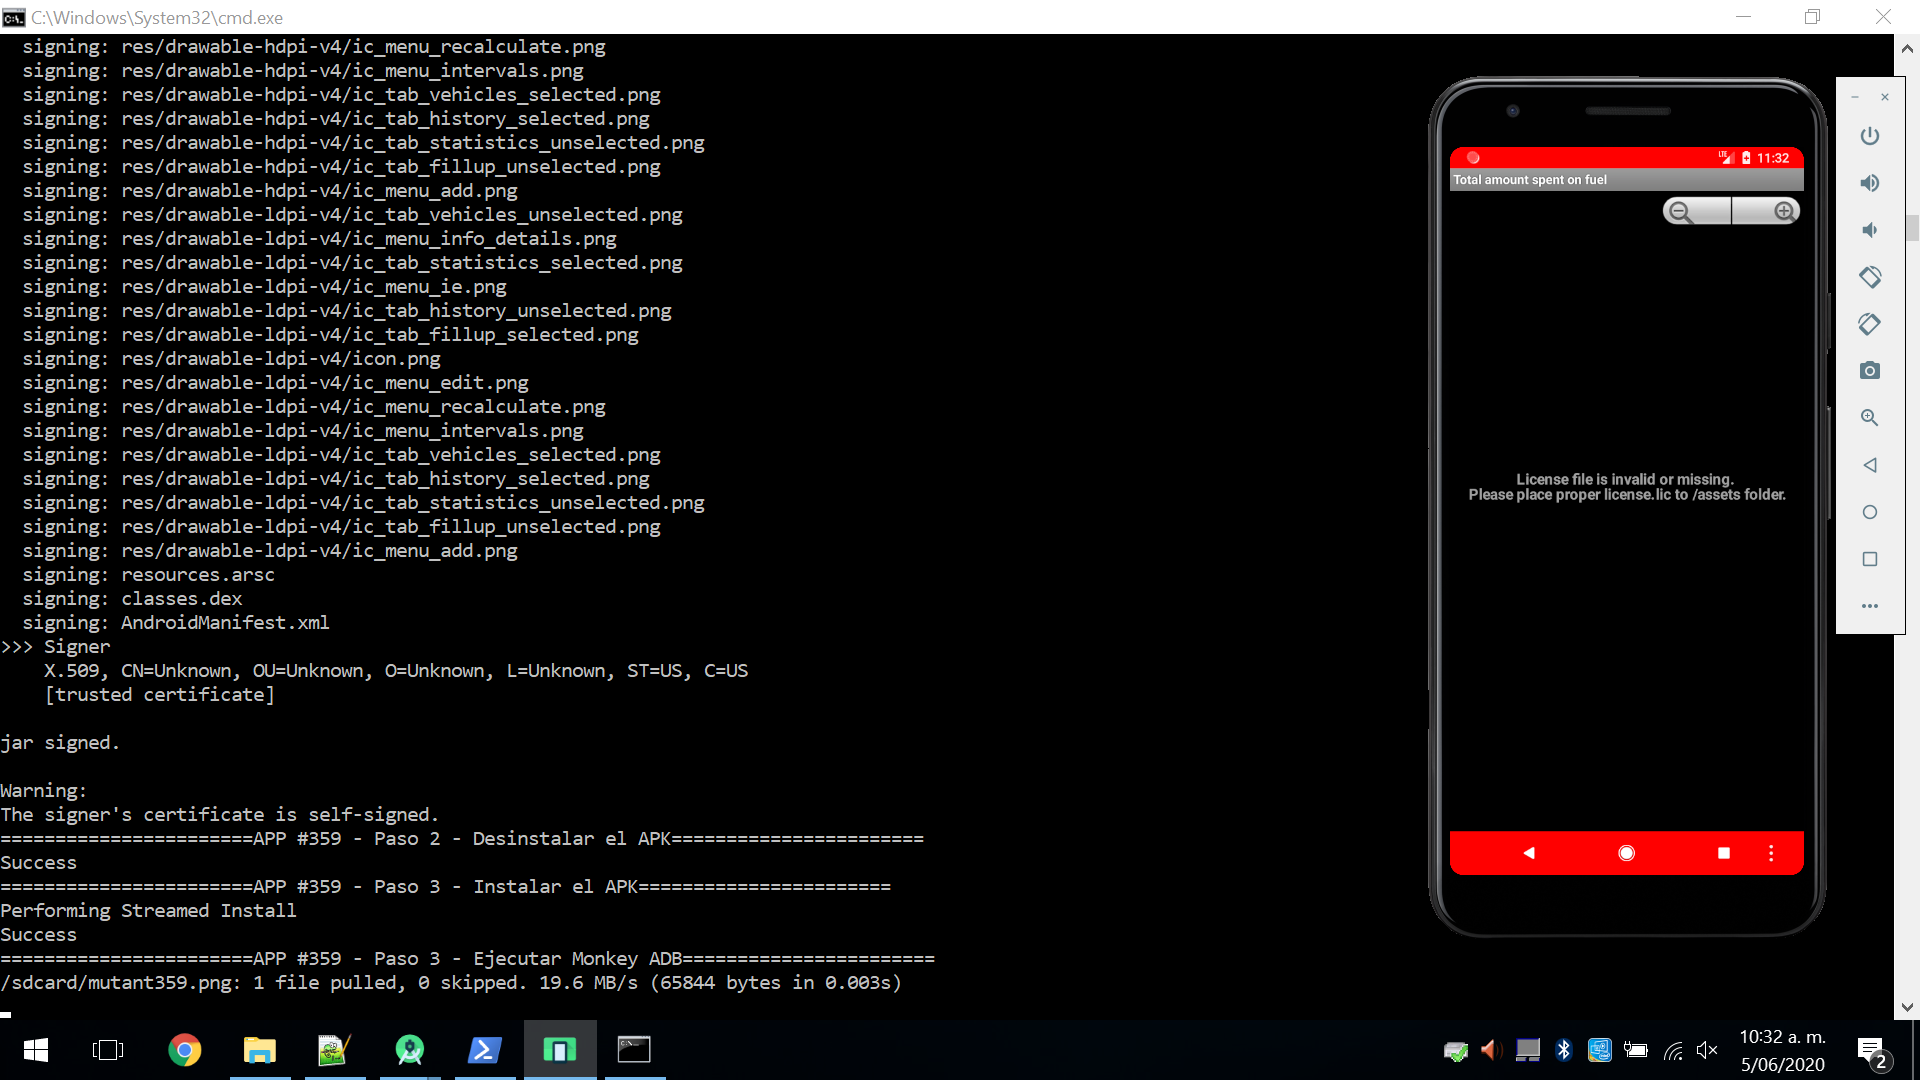 C:\Windows\System32\cmd.exe
signing: res/drawable-hdpi-v4/ic_menu_recalculate.png
signing: res/drawable-hdpi-v4/ic_menu_intervals.png
signing: res/drawable-hdpi-v4/ic_tab_vehicles_selected.png
signing: res/drawable-hdpi-v4/ic_tab_history_selected.png
signing: res/drawable-hdpi-v4/ic_tab_statistics_unselected.png
signing: res/drawable-hdpi-v4/ic_tab_fillup_unselected.png
signing: res/drawable-hdpi-v4/ic_menu_add.png
signing: res/drawable-ldpi-v4/ic_tab_vehicles_unselected.png
signing: res/drawable-ldpi-v4/ic_menu_info_details.png
signing: res/drawable-ldpi-v4/ic_tab_statistics_selected.png
signing: res/drawable-ldpi-v4/ic_menu_ie.png
signing: res/drawable-ldpi-v4/ic_tab_history_unselected.png
signing: res/drawable-ldpi-v4/ic_tab_fillup_selected.png
signing: res/drawable-ldpi-v4/icon.png
signing: res/drawable-ldpi-v4/ic_menu_edit.png
signing: res/drawable-ldpi-v4/ic_menu_recalculate.png
signing: res/drawable-ldpi-v4/ic_menu_intervals.png
signing: res/drawable-ldpi-v4/ic_tab_vehicles_selected.png
signing: res/drawable-ldpi-v4/ic_tab_history_selected.png
signing: res/drawable-ldpi-v4/ic_tab_statistics_unselected.png
signing: res/drawable-ldpi-v4/ic_tab_fillup_unselected.png
signing: res/drawable-ldpi-v4/ic_menu_add.png
signing: resources.arsc
signing: classes.dex
signing: AndroidManifest.xml
>>> Signer
X.509, CN=Unknown, OU=Unknown, O=Unknown, L=Unknown, ST=US, C=US
[trusted certificate]
jar signed.
Warning:
The signer's certificate is self-signed.
=======================APP #359 - Paso 2 - Desinstalar el APK=======================
Success
=======================APP #359 - Paso 3 - Instalar el APK=======================
Performing Streamed Install
Success
=======================APP #359 - Paso 3 - Ejecutar Monkey ADB=======================
/sdcard/mutant359.png: 1 file pulled, 0 skipped. 19.6 MB/s (65844 bytes in 0.003s)
LTE 11:32
Total amount spent on fuel
License file is invalid or missing.
Please place proper license.lic to /assets folder.
10:32 a. m.
5/06/2020
2